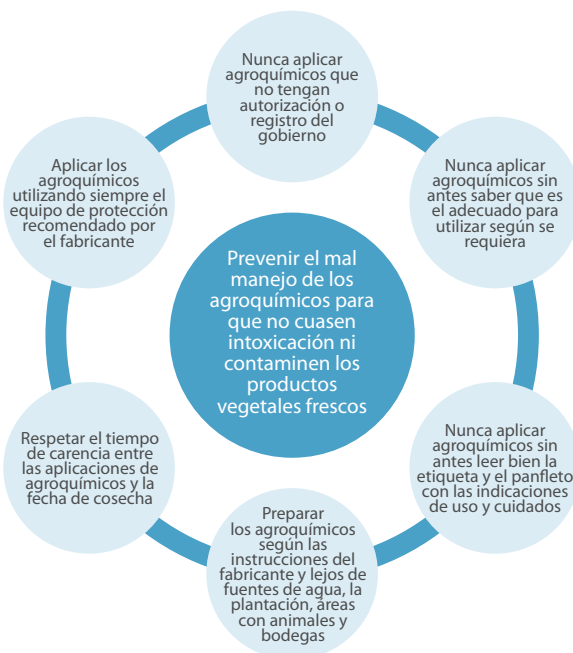 Nunca aplicar
agroquímicos que
no tengan
autorización o
registro del
gobierno
Nunca aplicar
agroquímicos sin
antes saber que es
el adecuado para
utilizar según se
requiera
Nunca aplicar
agroquímicos sin
antes leer bien la
etiqueta y el panfleto
con las indicaciones
de uso y cuidados
Preparar
los agroquímicos
según las
instrucciones del
fabricante y lejos de
fuentes de agua, la
plantación, áreas
con animales y
bodegas
Respetar el tiempo
de carencia entre
las aplicaciones de
agroquímicos y la
fecha de cosecha
Aplicar los
agroquímicos
utilizando siempre el
equipo de protección
recomendado por
el fabricante
Prevenir el mal
manejo de los
agroquímicos para
que no cuasen
intoxicación ni
contaminen los
productos
vegetales frescos